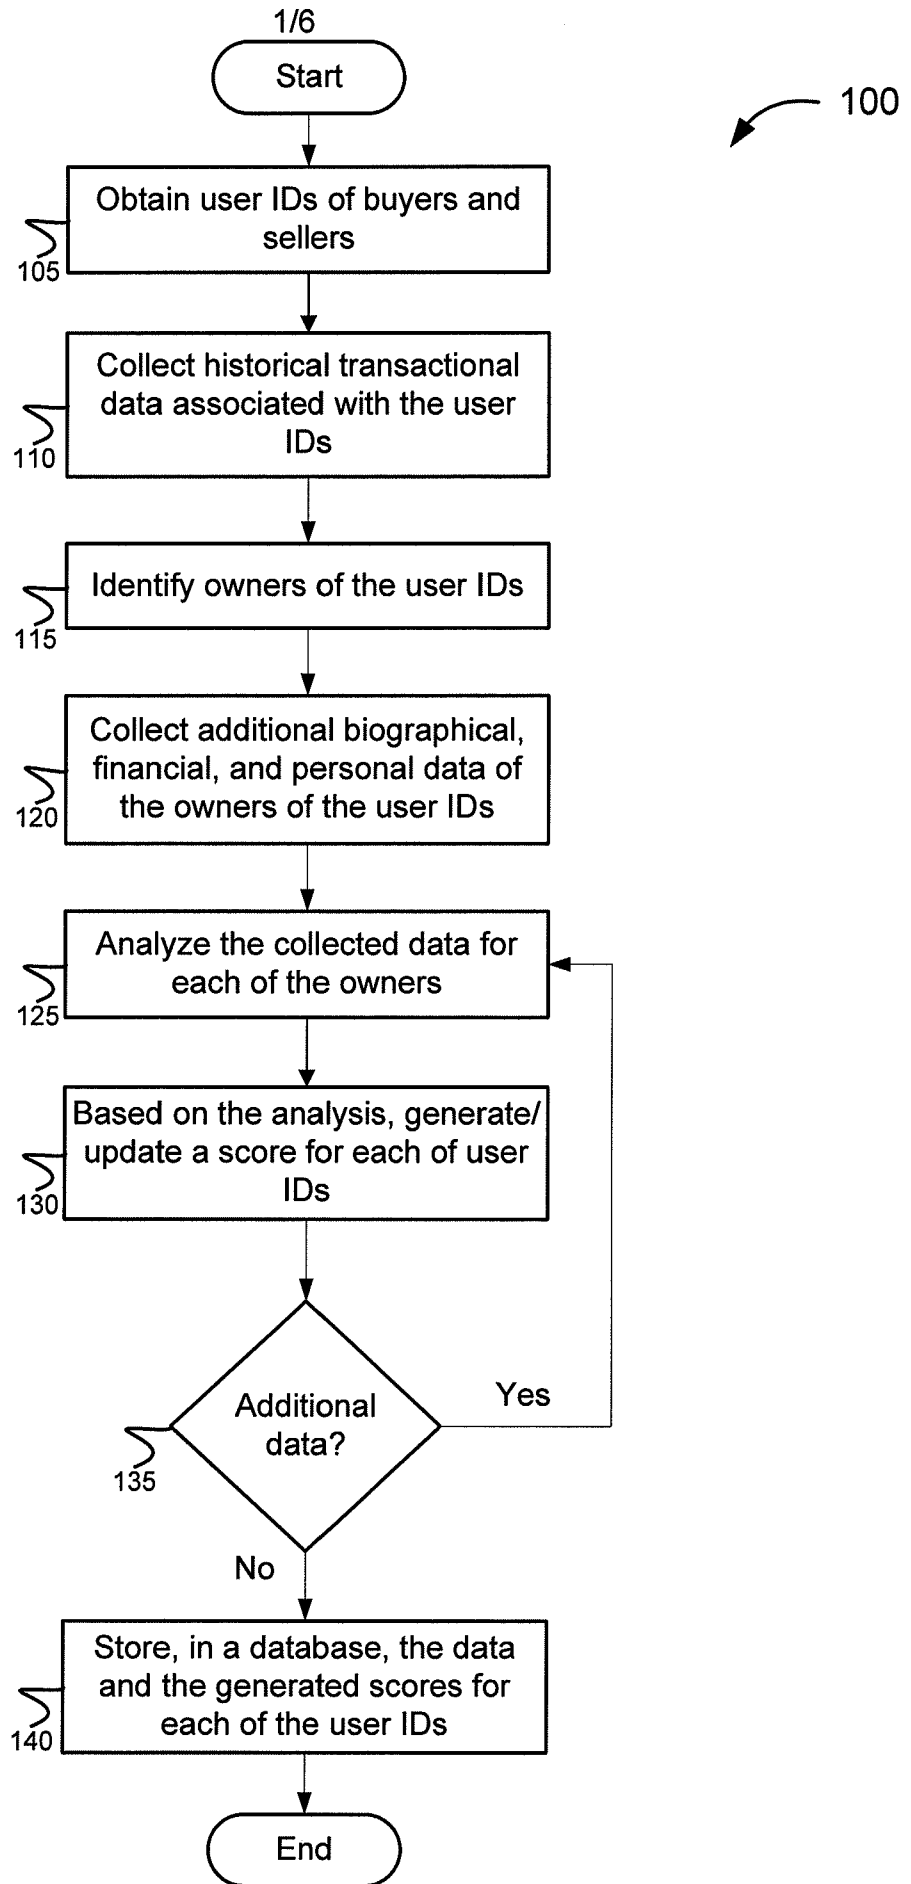 1/6
Start
100
Obtain user IDs of buyers and
sellers
105
Collect historical transactional
data associated with the user
IDs
110
Identify owners of the user IDs
115
Collect additional biographical,
financial, and personal data of
the owners of the user IDs
120
Analyze the collected data for
each of the owners
125
Based on the analysis, generate/
update a score for each of user
IDs
130
Additional
data?
Yes
135
No
Store, in a database, the data
and the generated scores for
each of the user IDs
140
End